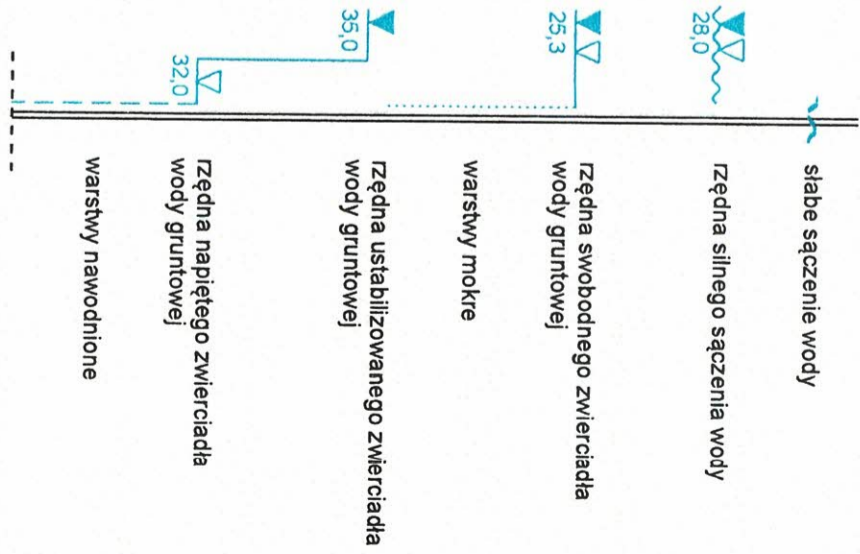 słabe sączenie wody
28,0
rzędna silnego sączenia wody
25,3
rzędna swobodnego zwierciadła
wody gruntowej
warstwy mokre
35,0
rzędna ustabilizowanego zwierciadła
wody gruntowej
32,0
rzędna napiętego zwierciadła
wody gruntowej
warstwy nawodnione